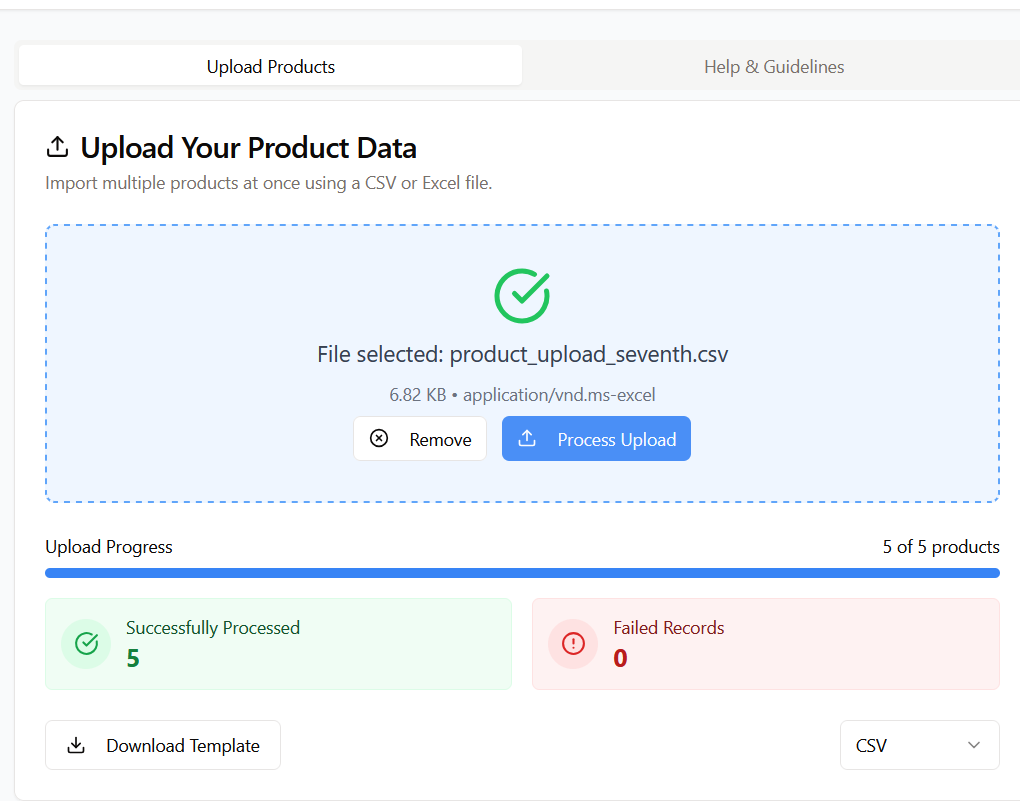 Upload Products
Help & Guidelines
Upload Your Product Data
Import multiple products at once using a CSV or Excel file.
File selected: product_upload_seventh.csv
6.82 KB • application/vnd.ms-excel
Remove
Process Upload
Upload Progress
5 of 5 products
Successfully Processed
5
Failed Records
0
Download Template
CSV